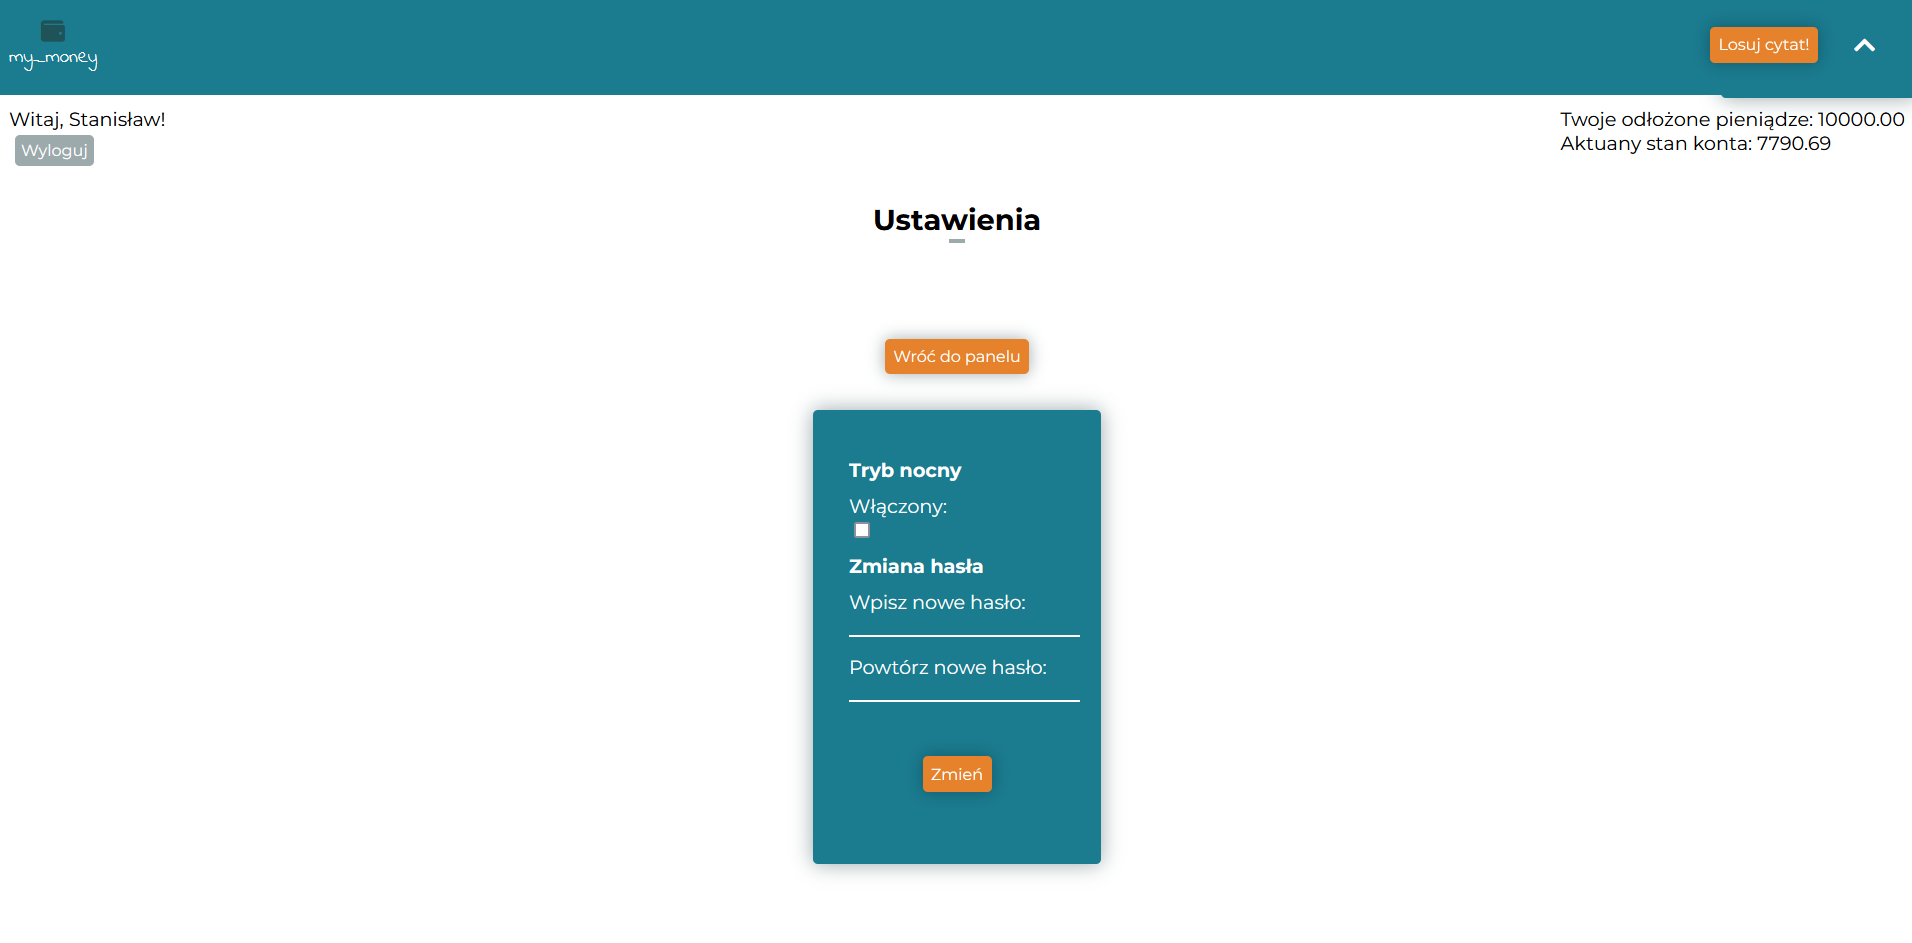 my_money
Losuj cytat!
Witaj, Stanisław!
Wyloguj
Twoje odłożone pieniądze: 10000.00
Aktuany stan konta: 7790.69
Ustawienia
Wróć do panelu
Tryb nocny
Włączony:
Zmiana hasła
Wpisz nowe hasło:
Powtórz nowe hasło:
Zmień